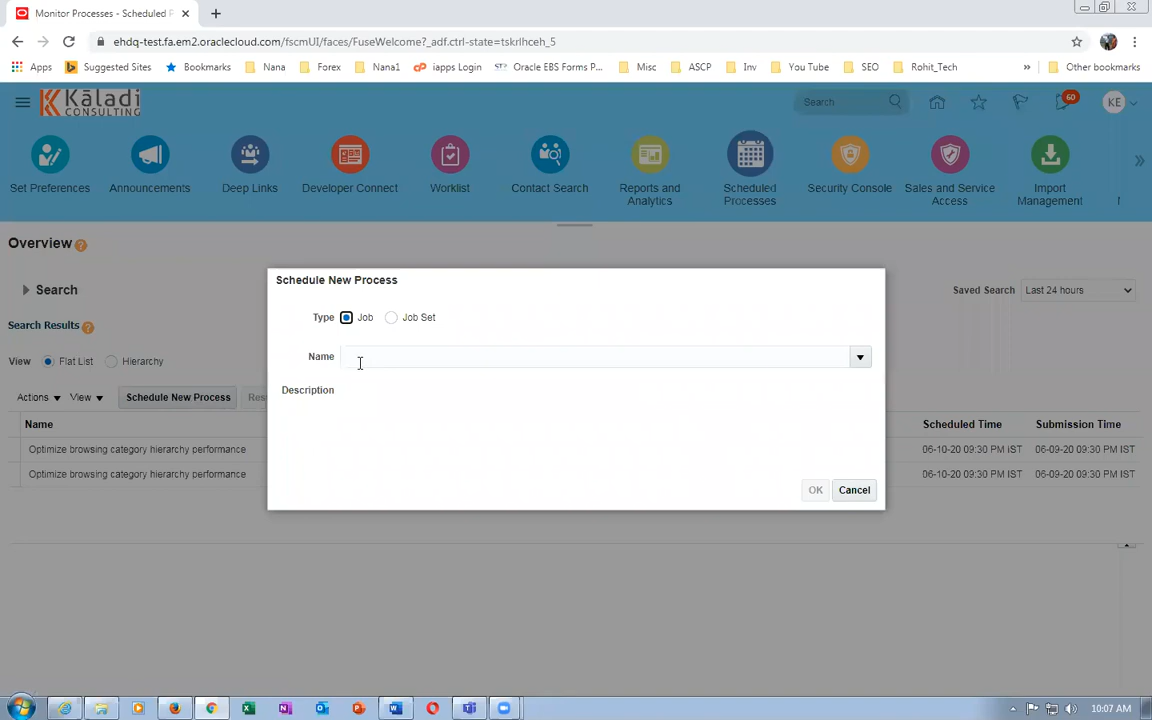 Monitor Processes - Scheduled P
ehdq-test.fa.em2.oraclecloud.com/fscmUI/faces/FuseWelcome?_adf.ctrl-state=tskrlhceh_5
Apps Suggested Sites Bookmarks Nana Forex Nana1 iapps Login Oracle EBS Forms P... Misc ASCP Inv You Tube SEO Rohit_Tech » Other bookmarks
Kāladi
CONSULTING
Search
60
KE
Set Preferences
Announcements
Deep Links
Developer Connect
Worklist
Contact Search
Reports and Analytics
Scheduled Processes
Security Console
Sales and Service Access
Import Management
Overview
Search
Saved Search Last 24 hours
Search Results
View Flat List Hierarchy
Actions View Schedule New Process Res
Name Scheduled Time Submission Time
Optimize browsing category hierarchy performance 06-10-20 09:30 PM IST 06-09-20 09:30 PM IST
Optimize browsing category hierarchy performance 06-10-20 09:30 PM IST 06-09-20 09:30 PM IST
Schedule New Process
Type Job Job Set
Name
Description
OK Cancel
10:07 AM